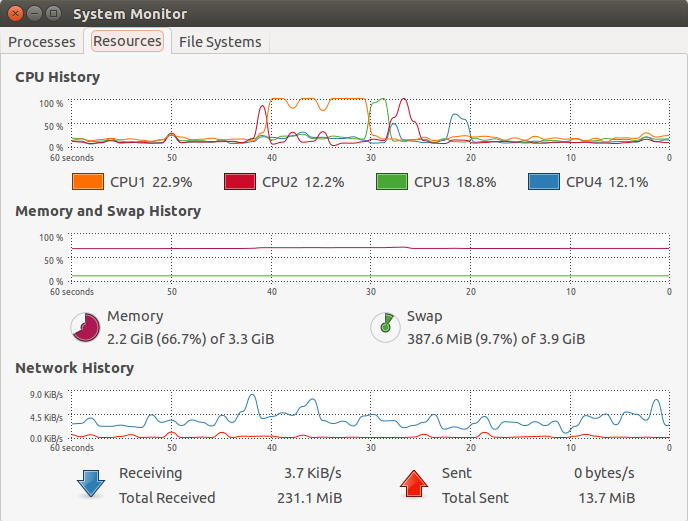 System Monitor
Processes Resources File Systems
CPU History
100 %
50 %
0 %
60 seconds 50 40 30 20 10 0
CPU1 22.9% CPU2 12.2% CPU3 18.8% CPU4 12.1%
Memory and Swap History
100 %
50 %
0 %
60 seconds 50 40 30 20 10 0
Memory Swap
2.2 GiB (66.7%) of 3.3 GiB 387.6 MiB (9.7%) of 3.9 GiB
Network History
9.0 KiB/s
4.5 KiB/s
0.0 KiB/s
60 seconds 50 40 30 20 10 0
Receiving 3.7 KiB/s Sent 0 bytes/s
Total Received 231.1 MiB Total Sent 13.7 MiB